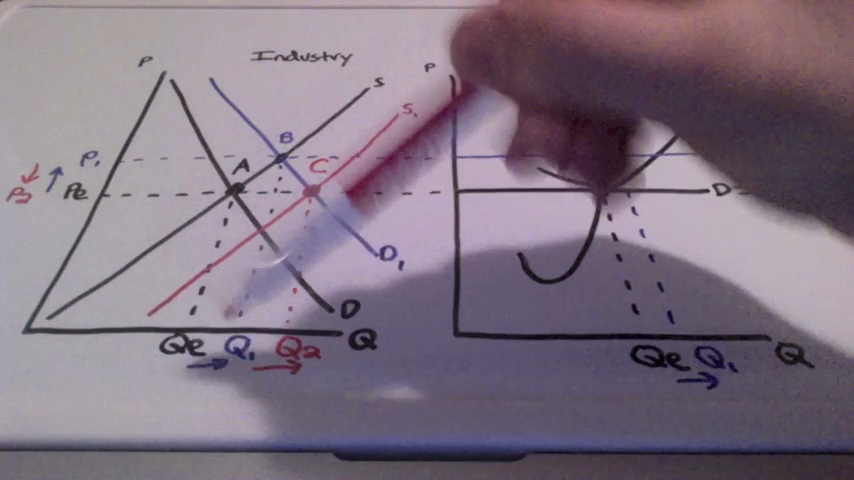 P
Industry
S
S1
P
B
P1
A
C
P2
Pe
D
D1
D
Qe Q1 Q2 Q
Qe Q1 Q